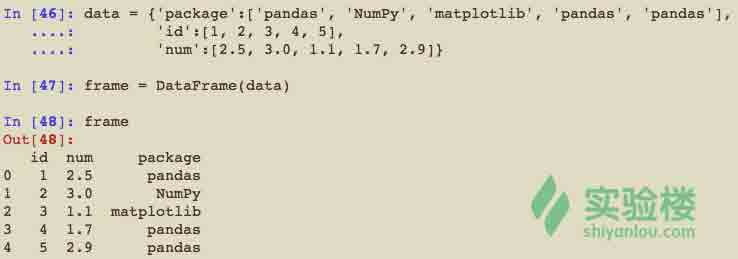 In [46]: data = {'package':['pandas', 'NumPy', 'matplotlib', 'pandas', 'pandas'],
....: 'id':[1, 2, 3, 4, 5],
....: 'num':[2.5, 3.0, 1.1, 1.7, 2.9]}
In [47]: frame = DataFrame(data)
In [48]: frame
Out[48]:
id num package
0 1 2.5 pandas
1 2 3.0 NumPy
2 3 1.1 matplotlib
3 4 1.7 pandas
4 5 2.9 pandas
实验楼
shiyanlou.com